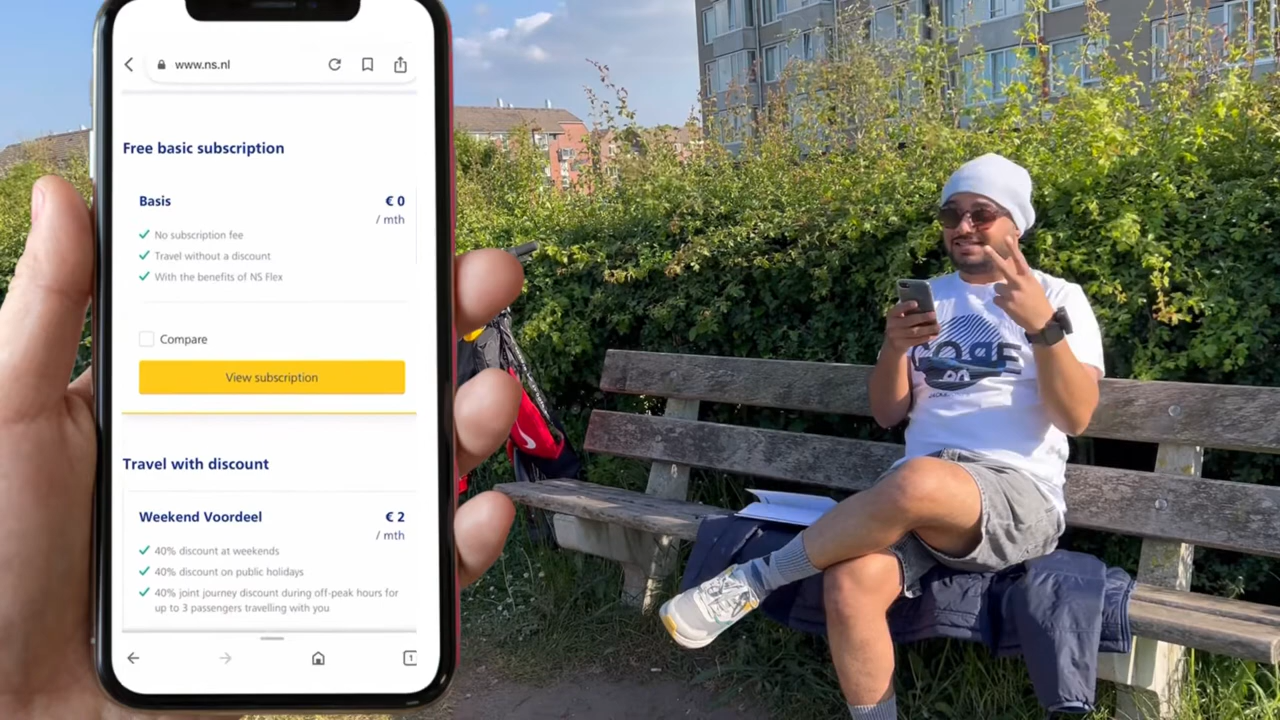 www.ns.nl
Free basic subscription
Basis
€ 0
/ mth
No subscription fee
Travel without a discount
With the benefits of NS Flex
Compare
View subscription
Travel with discount
Weekend Voordeel
€ 2
/ mth
40% discount at weekends
40% discount on public holidays
40% joint journey discount during off-peak hours for
up to 3 passengers travelling with you
1